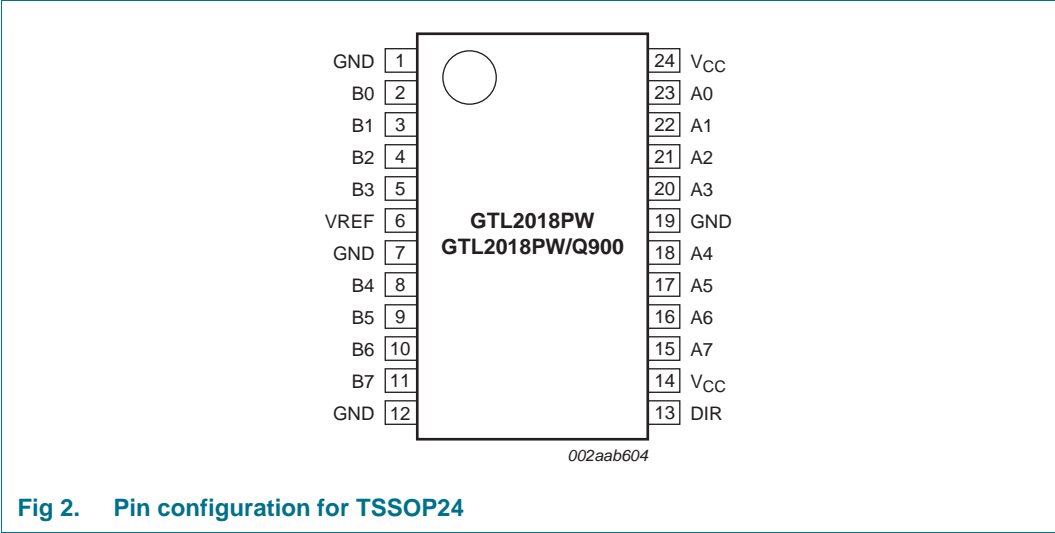 GND 1 24 VCC
B0 2 23 A0
B1 3 22 A1
B2 4 21 A2
B3 5 20 A3
VREF 6 GTL2018PW 19 GND
GND 7 GTL2018PW/Q900 18 A4
B4 8 17 A5
B5 9 16 A6
B6 10 15 A7
B7 11 14 VCC
GND 12 13 DIR
002aab604
Fig 2. Pin configuration for TSSOP24